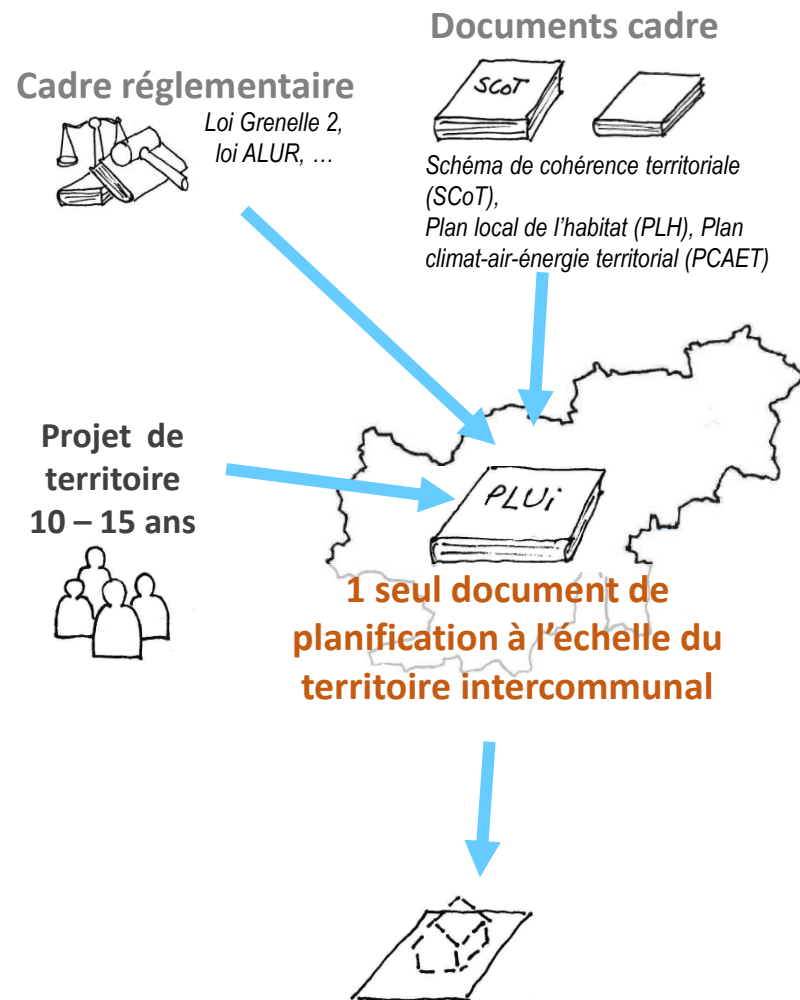 Documents cadre
Cadre réglementaire
Loi Grenelle 2,
loi ALUR, …
SCoT
Schéma de cohérence territoriale
(SCoT),
Plan local de l’habitat (PLH), Plan
climat-air-énergie territorial (PCAET)
Projet de
territoire
10 – 15 ans
PLUi
1 seul document de
planification à l’échelle du
territoire intercommunal